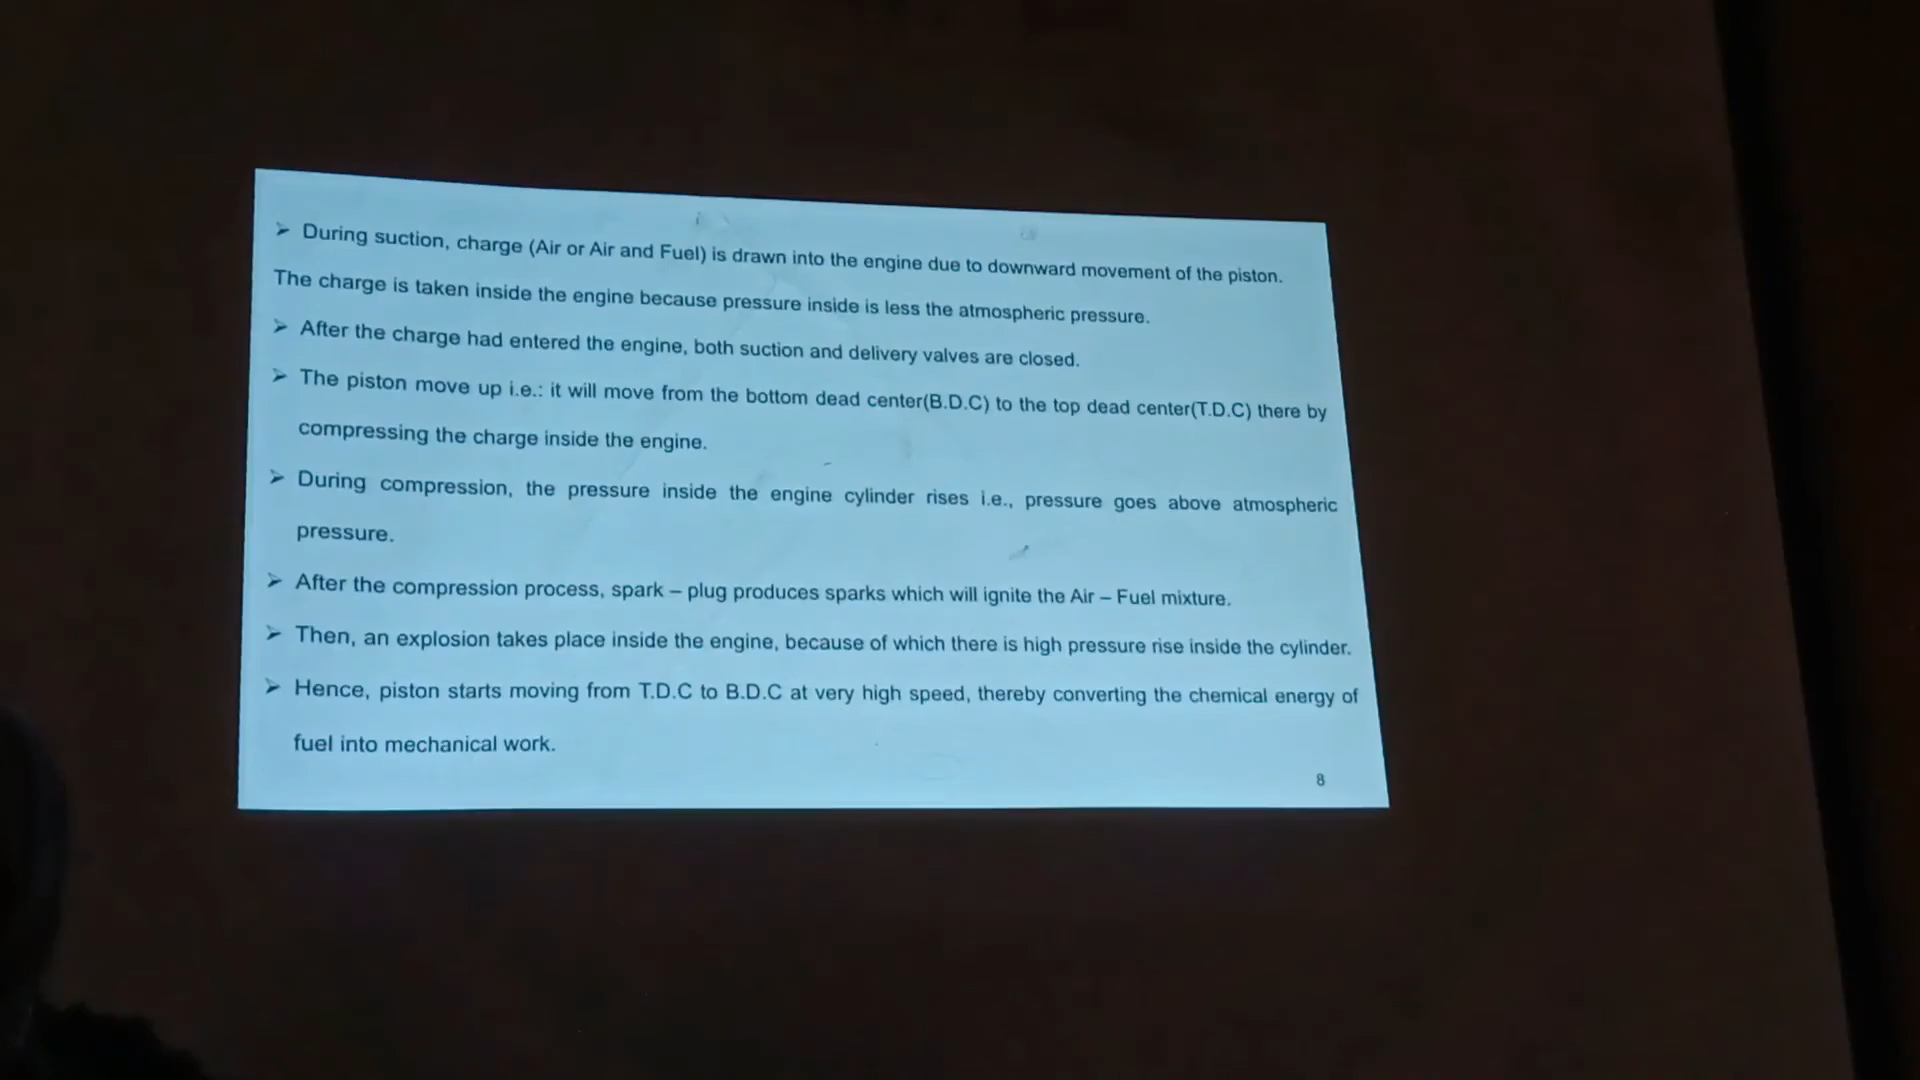 ➢ During suction, charge (Air or Air and Fuel) is drawn into the engine due to downward movement of the piston.
The charge is taken inside the engine because pressure inside is less the atmospheric pressure.
➢ After the charge had entered the engine, both suction and delivery valves are closed.
➢ The piston move up i.e.: it will move from the bottom dead center(B.D.C) to the top dead center(T.D.C) there by
compressing the charge inside the engine.
➢ During compression, the pressure inside the engine cylinder rises i.e., pressure goes above atmospheric
pressure.
➢ After the compression process, spark – plug produces sparks which will ignite the Air – Fuel mixture.
➢ Then, an explosion takes place inside the engine, because of which there is high pressure rise inside the cylinder.
➢ Hence, piston starts moving from T.D.C to B.D.C at very high speed, thereby converting the chemical energy of
fuel into mechanical work.
8